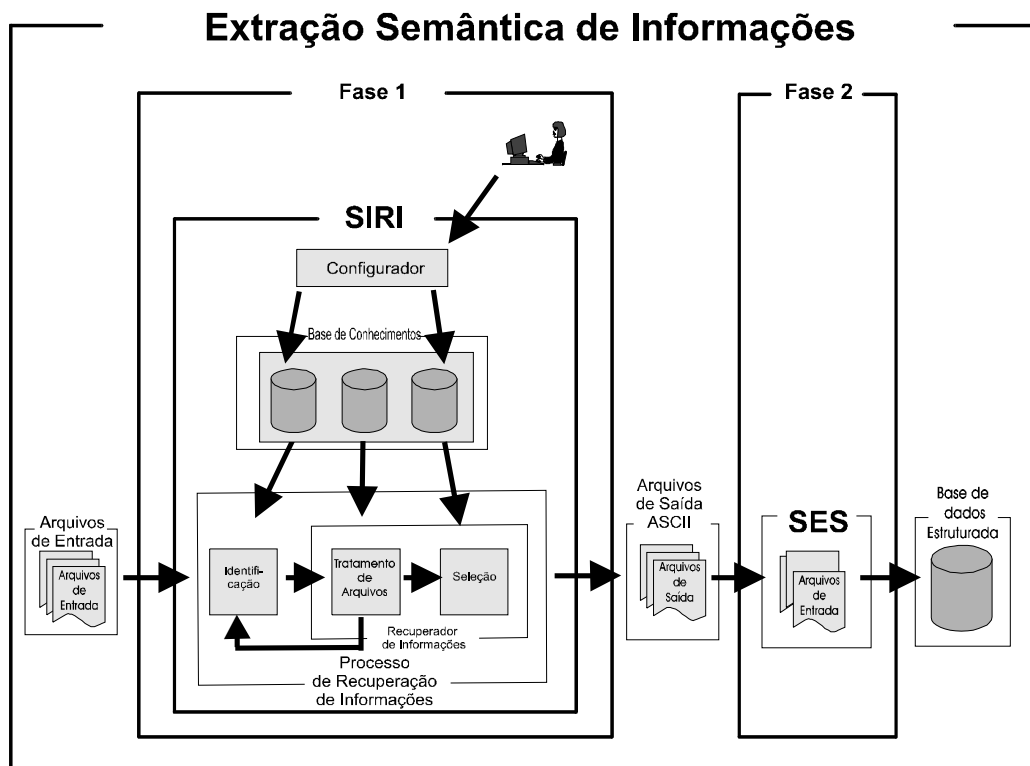 Extração Semântica de Informações
Fase 1
Fase 2
SIRI
Configurador
Base de Conhecimentos
Arquivos
de Entrada
Arquivos
de
Entrada
Identifi-
cação
Tratamento
de
Arquivos
Seleção
Recuperador
de Informações
Processo
de Recuperação
de Informações
Arquivos
de Saída
ASCII
Arquivos
de
Saída
SES
Arquivos
de
Entrada
Base de
dados
Estruturada